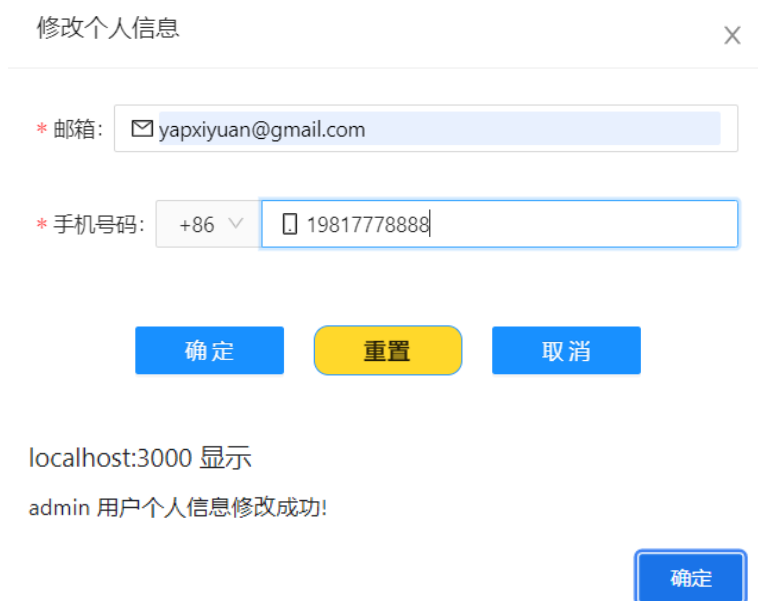 修改个人信息
* 邮箱: yapxiyuan@gmail.com
* 手机号码: +86 19817778888
确 定 重置 取 消
localhost:3000 显示
admin 用户个人信息修改成功!
确定